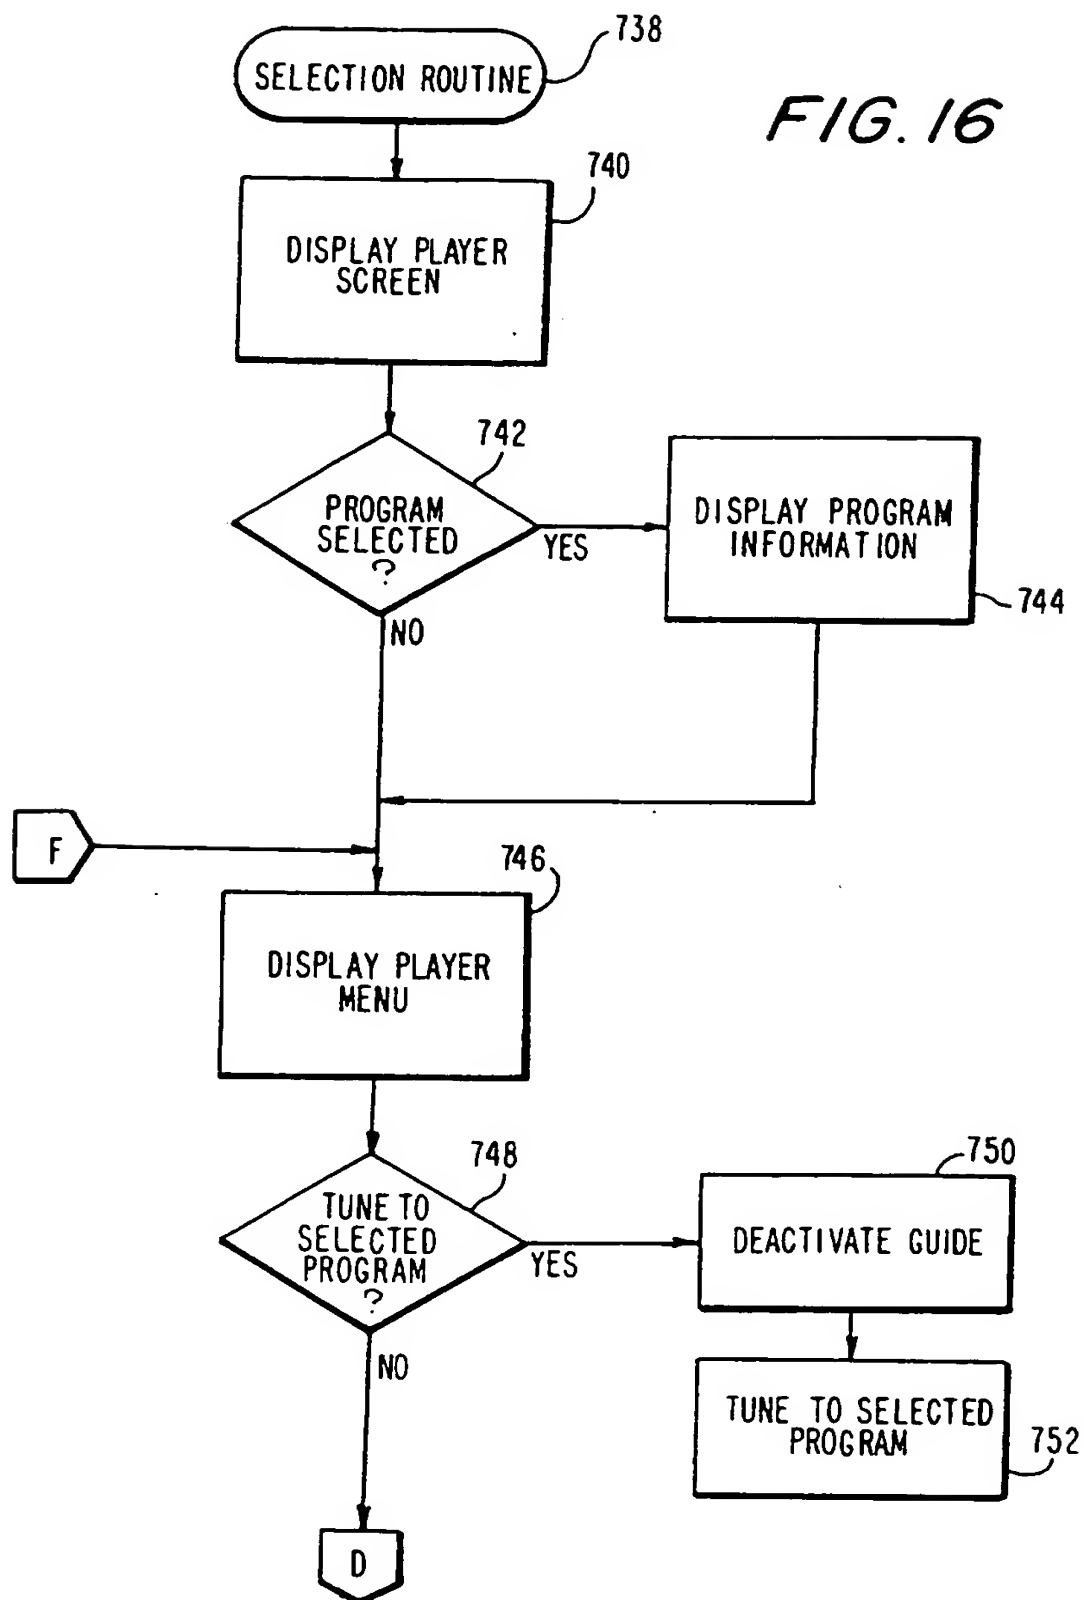 738
SELECTION ROUTINE
FIG. 16
740
DISPLAY PLAYER
SCREEN
742
PROGRAM
SELECTED
?
YES
DISPLAY PROGRAM
INFORMATION
744
NO
F
746
DISPLAY PLAYER
MENU
748
TUNE TO
SELECTED
PROGRAM
?
YES
750
DEACTIVATE GUIDE
NO
TUNE TO SELECTED
PROGRAM
752
D